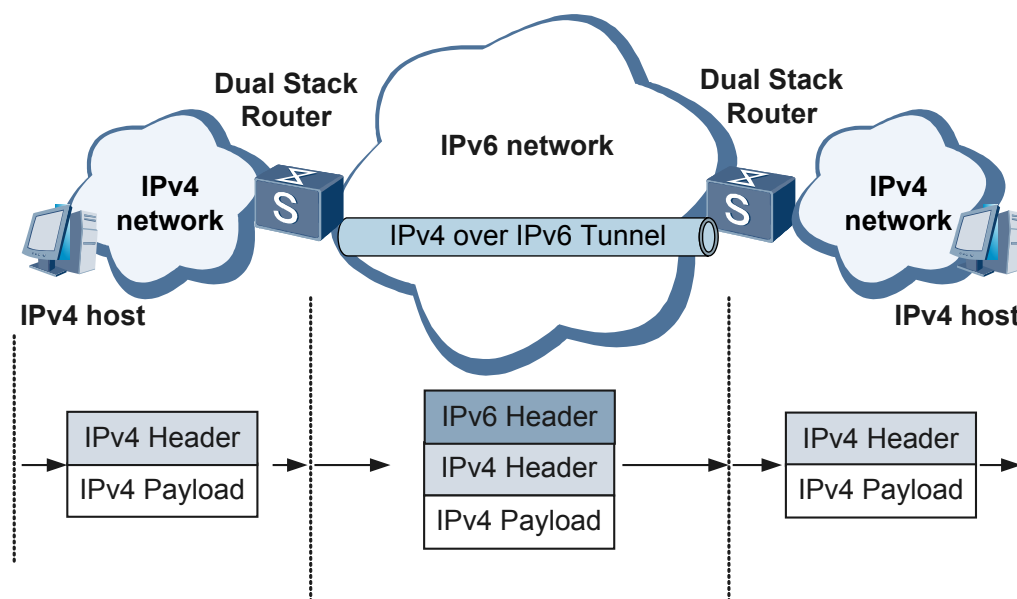 Dual Stack
Router
IPv6 network
Dual Stack
Router
IPv4
network
S
IPv4 over IPv6 Tunnel
S
IPv4
network
IPv4 host
IPv4 host
IPv4 Header
IPv4 Payload
IPv6 Header
IPv4 Header
IPv4 Payload
IPv4 Header
IPv4 Payload